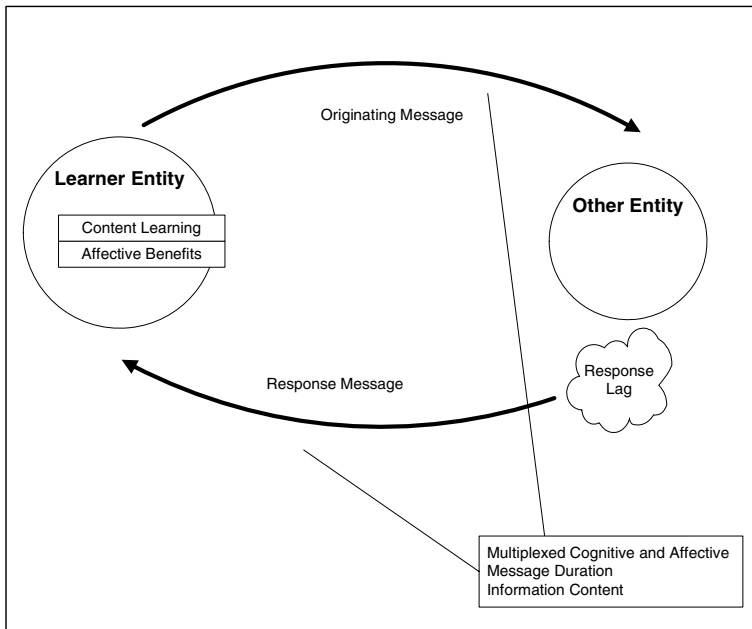 Originating Message
Learner Entity
Content Learning
Affective Benefits
Other Entity
Response Message
Response
Lag
Multiplexed Cognitive and Affective
Message Duration
Information Content